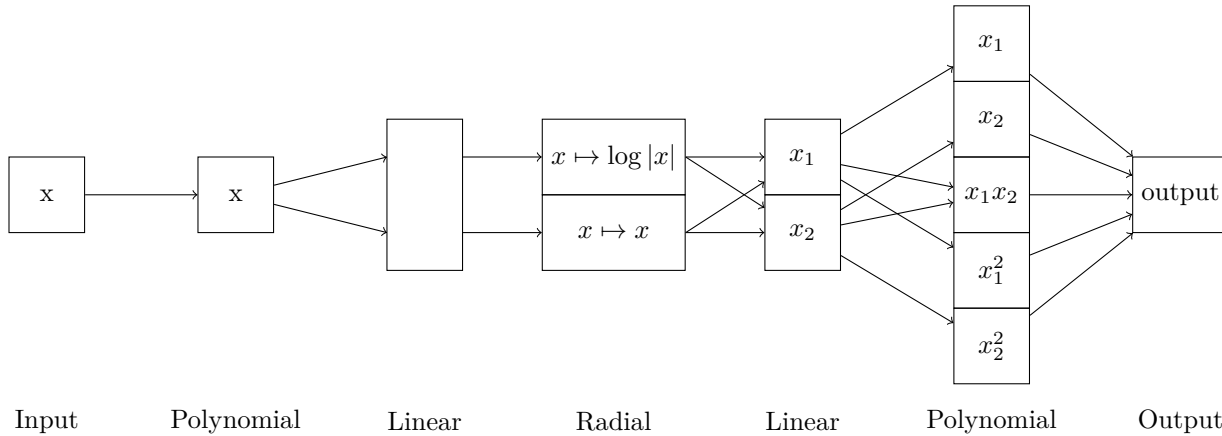 x
x
x ↦ log |x|
x ↦ x
x₁
x₂
x₁
x₂
x₁x₂
x₁²
x₂²
output
Input Polynomial Linear Radial Linear Polynomial Output